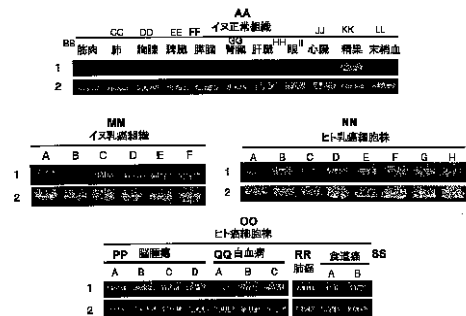 AA
イヌ正常組織
CC DD EE FF GG HH II JJ KK LL
BB 筋肉 肺 胸腺 脾臓 膵臓 腎臓 肝臓 眼 心臓 精巣 末梢血
1
2
MM
イヌ乳癌組織
A B C D E F
1
2
NN
ヒト乳癌細胞株
A B C D E F G H
1
2
OO
ヒト癌細胞株
PP 脳腫瘍 QQ 白血病 RR 肺癌 食道癌 SS
A B C D A B C A B
1
2